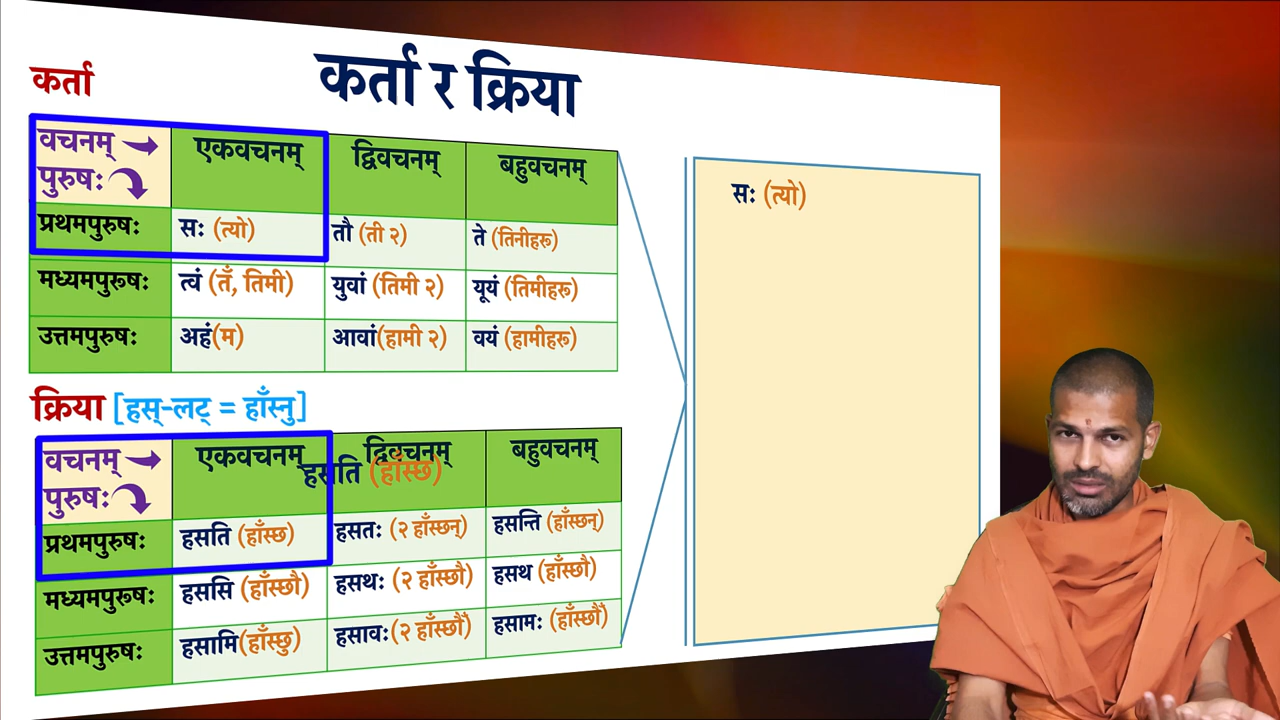 कर्ता र क्रिया
कर्ता
वचनम् → एकवचनम् द्विवचनम् बहुवचनम्
पुरुषः
प्रथमपुरुषः सः (त्यो) तौ (ती २) ते (तिनीहरू)
मध्यमपुरूषः त्वं (तँ, तिमी) युवां (तिमी २) यूयं (तिमीहरू)
उत्तमपुरुषः अहं(म) आवां(हामी २) वयं (हामीहरू)
क्रिया [हस्-लट् = हाँस्नु]
वचनम् → एकवचनम् द्विवचनम् बहुवचनम्
पुरुषः
हसति (हाँस्छ)
प्रथमपुरुषः हसति (हाँस्छ) हसतः (२ हाँस्छन्) हसन्ति (हाँस्छन्)
मध्यमपुरूषः हससि (हाँस्छौ) हसथः (२ हाँस्छौ) हसथ (हाँस्छौ)
उत्तमपुरुषः हसामि(हाँस्छु) हसावः(२ हाँस्छौँ) हसामः (हाँस्छौँ)
सः (त्यो)